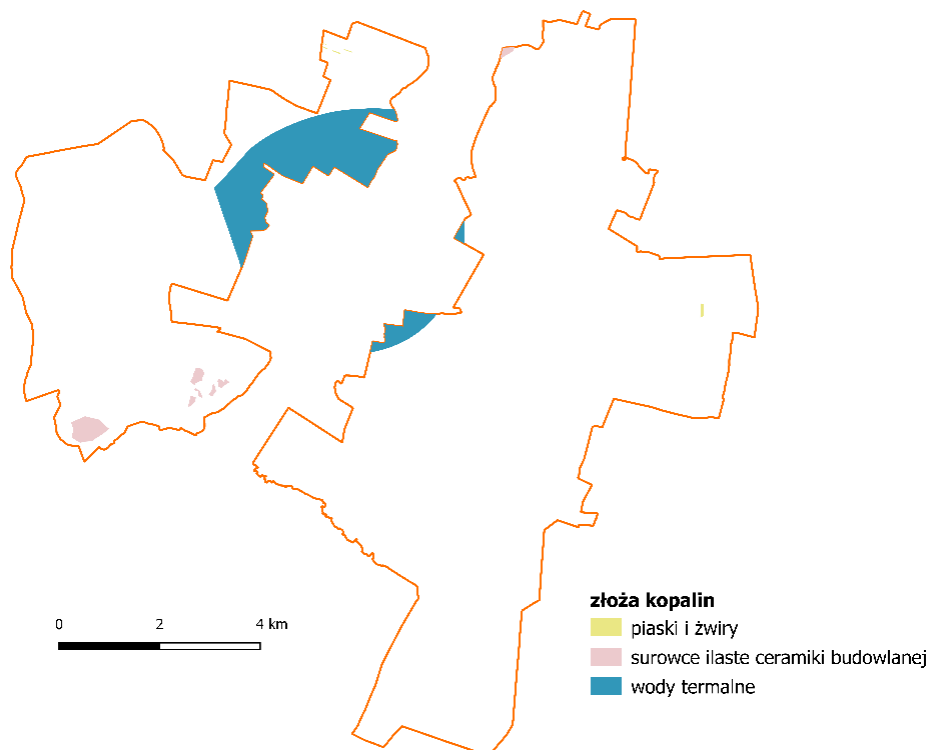 0 2 4 km
złoża kopalin
piaski i żwiry
surowce ilaste ceramiki budowlanej
wody termalne